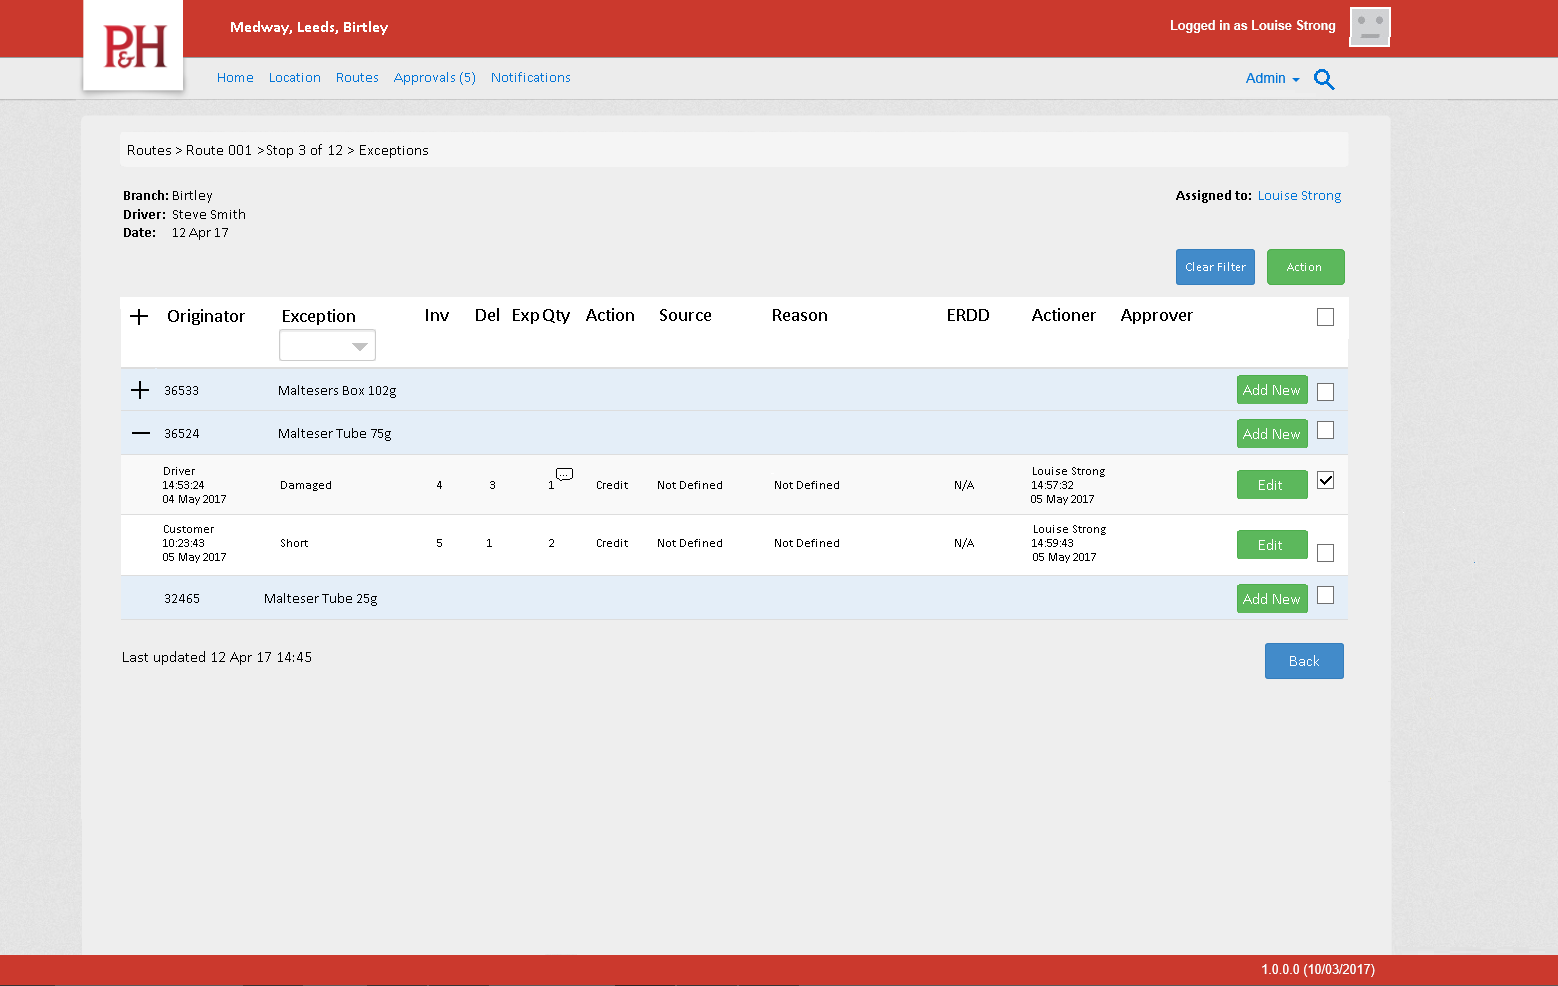 P&H
Medway, Leeds, Birtley
Logged in as Louise Strong
Home Location Routes Approvals (5) Notifications
Admin
Routes > Route 001 >Stop 3 of 12 > Exceptions
Branch: Birtley
Assigned to: Louise Strong
Driver: Steve Smith
Date: 12 Apr 17
Clear Filter Action
Originator Exception Inv Del Exp Qty Action Source Reason ERDD Actioner Approver
36533 Maltesers Box 102g Add New
36524 Malteser Tube 75g Add New
Driver Louise Strong
14:53:24 Damaged 4 3 1 Credit Not Defined Not Defined N/A 14:57:32 Edit
04 May 2017 05 May 2017
Customer Louise Strong
10:23:43 Short 5 1 2 Credit Not Defined Not Defined N/A 14:59:43 Edit
05 May 2017 05 May 2017
32465 Malteser Tube 25g Add New
Last updated 12 Apr 17 14:45
Back
1.0.0.0 (10/03/2017)